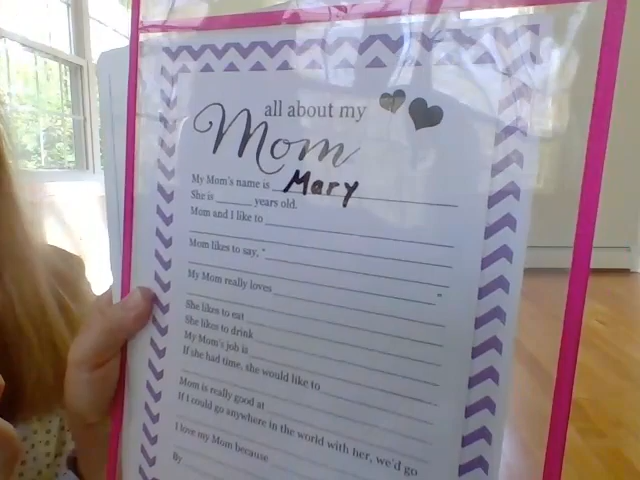 all about my
Mom
My Mom's name is Mary
She is ______ years old.
Mom and I like to
Mom likes to say, "
"
My Mom really loves
She likes to eat
She likes to drink
My Mom's job is
If she had time, she would like to
Mom is really good at
If I could go anywhere in the world with her, we'd go
I love my Mom because
By